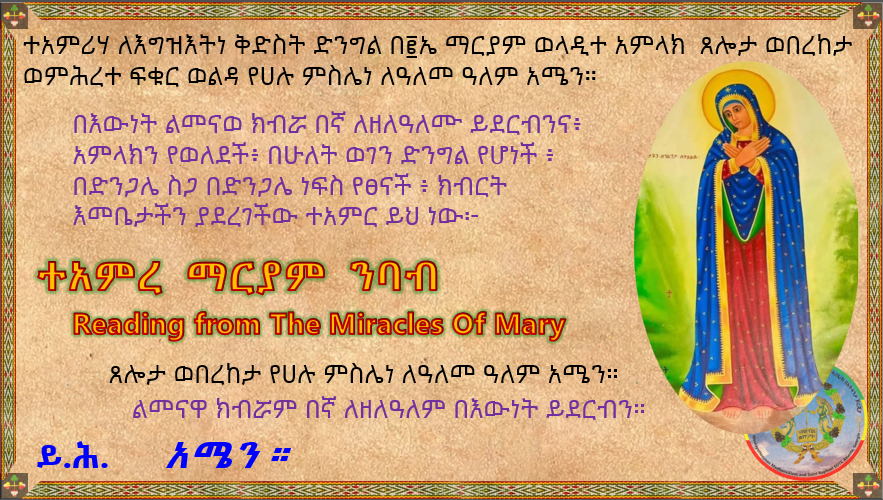 ተአምሪሃ ለእግዝእትነ ቅድስት ድንግል በ፪ኤ ማርያም ወላዲተ አምላክ ጸሎታ ወበረከታ
ወምሕረተ ፍቁር ወልዳ የሀሉ ምስሌነ ለዓለመ ዓለም አሜን።
በእውነት ልመናወ ክብሯ በኛ ለዘለዓለሙ ይደርብንና፥
አምላክን የወለደች፥ በሁለት ወገን ድንግል የሆነች ፥
በድንጋሌ ስጋ በድንጋሌ ነፍስ የፀናች ፥ ክብርት
እመቤታችን ያደረገችው ተአምር ይህ ነው፦
ተአምረ ማርያም ንባብ
Reading from The Miracles Of Mary
ጸሎታ ወበረከታ የሀሉ ምስሌነ ለዓለመ ዓለም አሜን።
ልመናዋ ክብሯም በኛ ለዘለዓለም በእውነት ይደርብን።
ይ.ሕ. አሜን ።